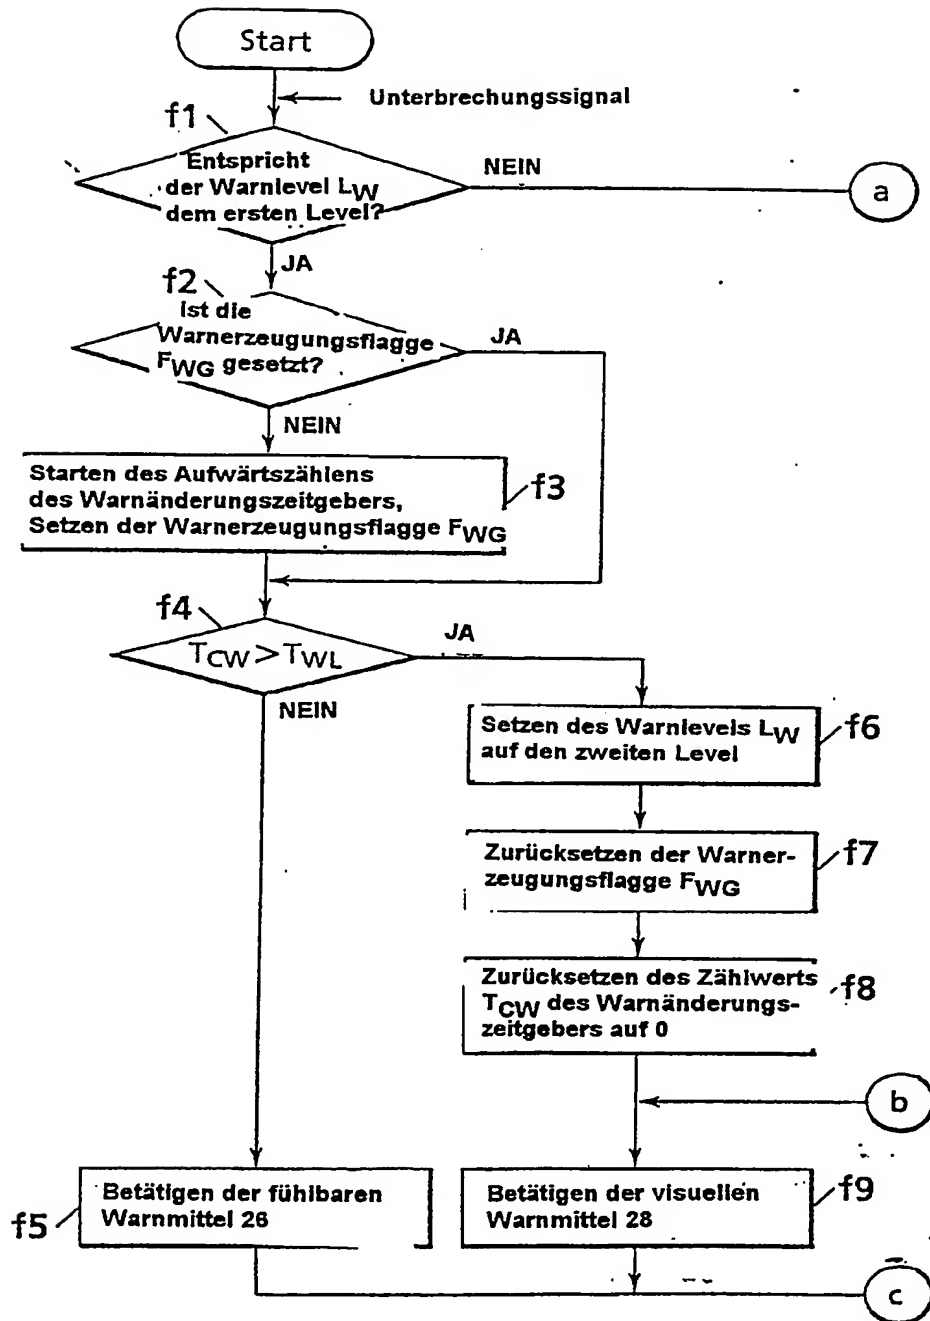 Start
Unterbrechungssignal
f1
Entspricht
der Warnlevel LW
dem ersten Level?
NEIN
a
JA
f2
Ist die
Warnerzeugungsflagge
FWG gesetzt?
JA
NEIN
Starten des Aufwärtszählens
des Warnänderungszeitgebers,
Setzen der Warnerzeugungsflagge FWG
f3
f4
TCW > TWL
JA
NEIN
Setzen des Warnlevels LW
auf den zweiten Level
f6
Zurücksetzen der Warner-
zeugungsflagge FWG
f7
Zurücksetzen des Zählwerts
TCW des Warnänderungs-
zeitgebers auf 0
f8
b
Betätigen der fühlbaren
Warnmittel 26
f5
Betätigen der visuellen
Warnmittel 28
f9
c